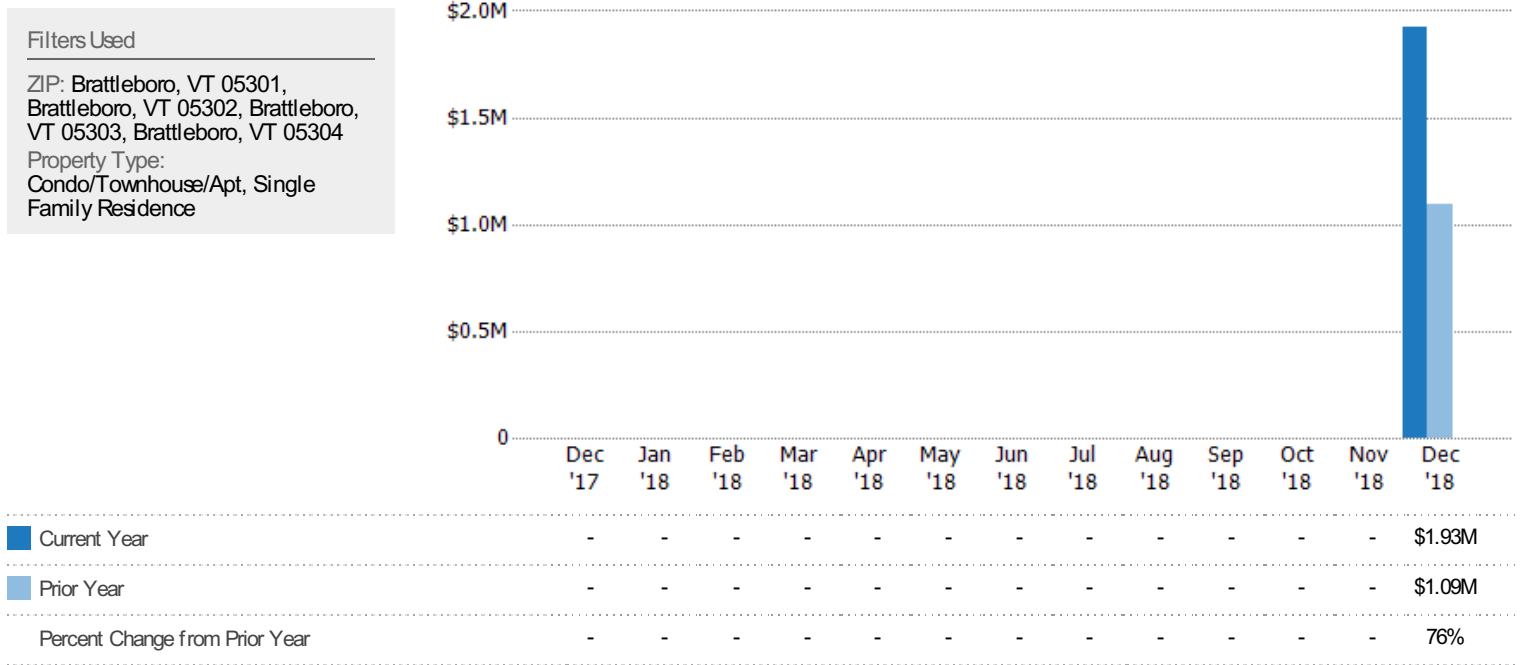 Filters Used
ZIP: Brattleboro, VT 05301,
Brattleboro, VT 05302, Brattleboro,
VT 05303, Brattleboro, VT 05304
Property Type:
Condo/Townhouse/Apt, Single
Family Residence
$2.0M
$1.5M
$1.0M
$0.5M
0
Dec Jan Feb Mar Apr May Jun Jul Aug Sep Oct Nov Dec
'17 '18 '18 '18 '18 '18 '18 '18 '18 '18 '18 '18 '18
Current Year - - - - - - - - - - - - $1.93M
Prior Year - - - - - - - - - - - - $1.09M
Percent Change from Prior Year - - - - - - - - - - - - 76%